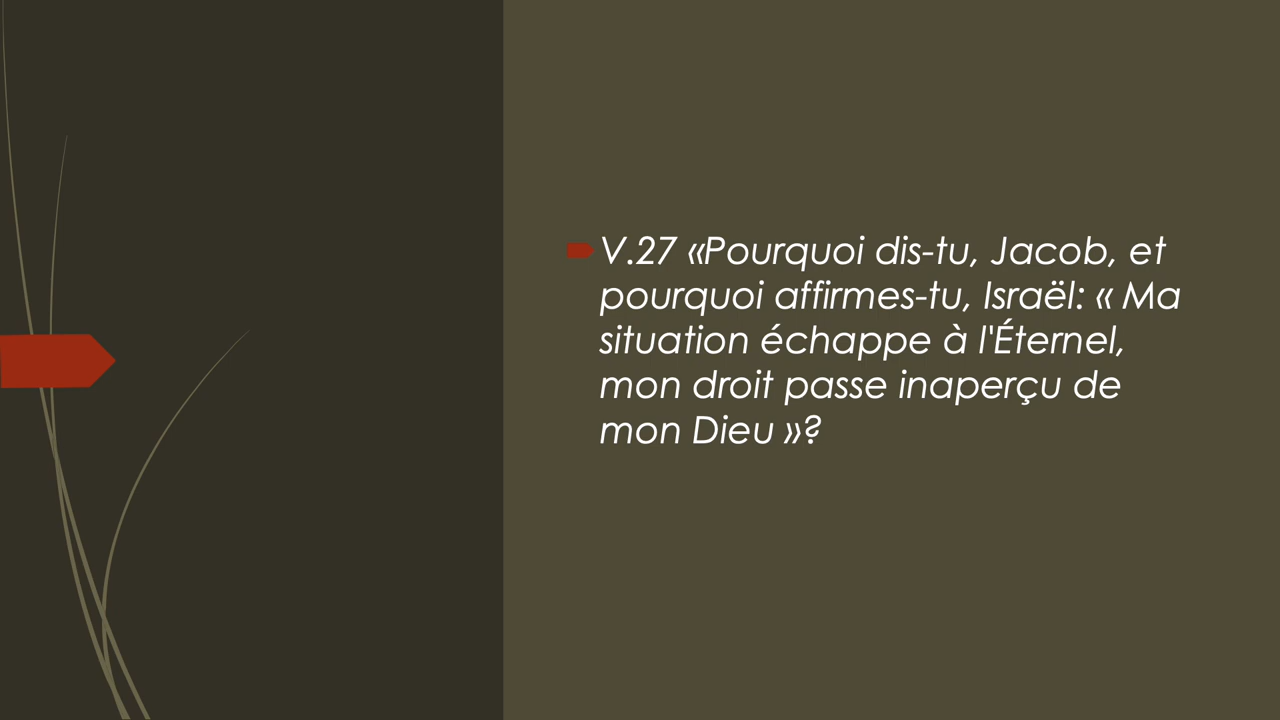 V.27 «Pourquoi dis-tu, Jacob, et
pourquoi affirmes-tu, Israël: « Ma
situation échappe à l'Éternel,
mon droit passe inaperçu de
mon Dieu »?